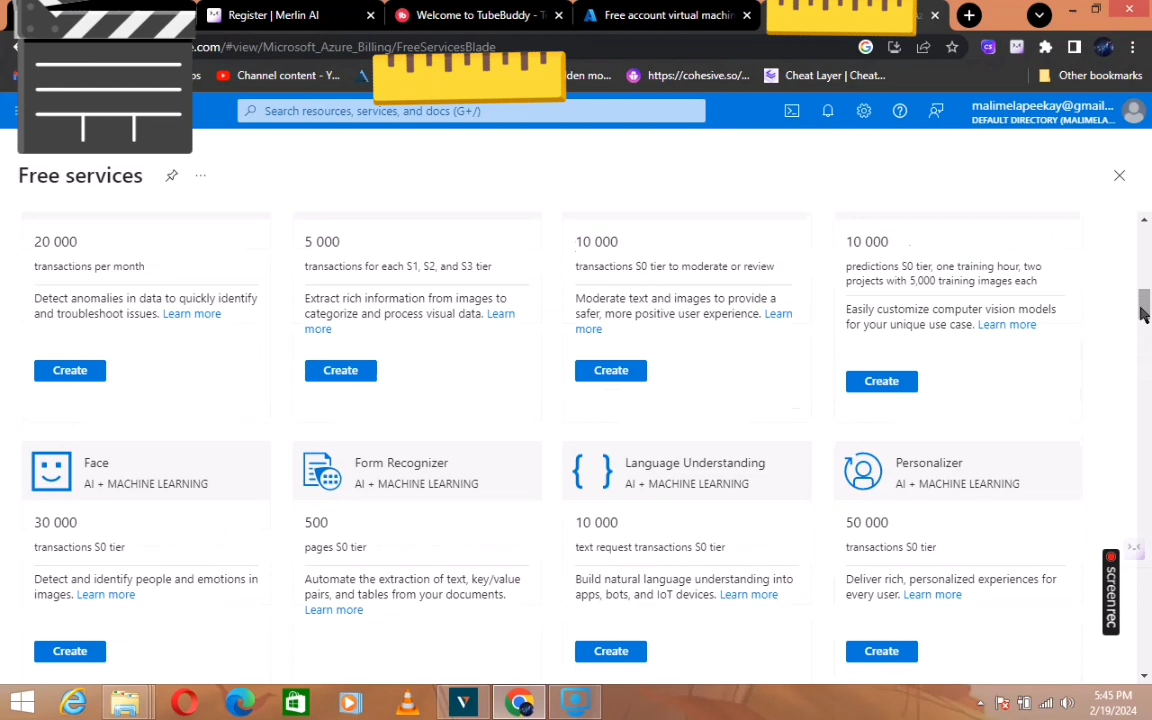 Register | Merlin AI
Welcome to TubeBuddy - T
Free account virtual machin
.com/#view/Microsoft_Azure_Billing/FreeServicesBlade
Channel content - Y...
den mo...
https://cohesive.so/...
Cheat Layer | Cheat...
Other bookmarks
Search resources, services, and docs (G+/)
malimelapeekay@gmail....
DEFAULT DIRECTORY (MALIMELA...
Free services
20 000
transactions per month
Detect anomalies in data to quickly identify
and troubleshoot issues. Learn more
Create
5 000
transactions for each S1, S2, and S3 tier
Extract rich information from images to
categorize and process visual data. Learn
more
Create
10 000
transactions S0 tier to moderate or review
Moderate text and images to provide a
safer, more positive user experience. Learn
more
Create
10 000
predictions S0 tier, one training hour, two
projects with 5,000 training images each
Easily customize computer vision models
for your unique use case. Learn more
Create
Face
AI + MACHINE LEARNING
30 000
transactions S0 tier
Detect and identify people and emotions in
images. Learn more
Create
Form Recognizer
AI + MACHINE LEARNING
500
pages S0 tier
Automate the extraction of text, key/value
pairs, and tables from your documents.
Learn more
Language Understanding
AI + MACHINE LEARNING
10 000
text request transactions S0 tier
Build natural language understanding into
apps, bots, and IoT devices. Learn more
Create
Personalizer
AI + MACHINE LEARNING
50 000
transactions S0 tier
Deliver rich, personalized experiences for
every user. Learn more
Create
screenrec
5:45 PM
2/19/2024